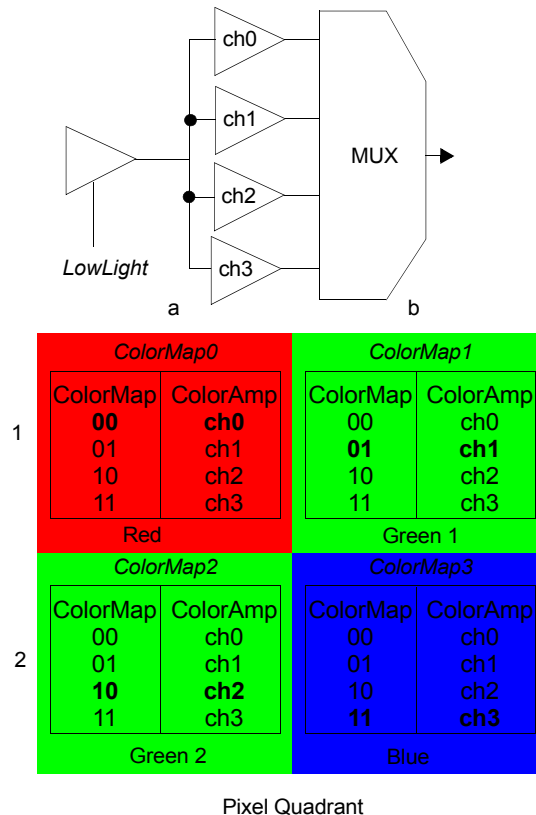 ch0
ch1
MUX
ch2
LowLight
ch3
a b
ColorMap0 ColorMap1
ColorMap ColorAmp ColorMap ColorAmp
00 ch0 00 ch0
1
01 ch1 01 ch1
10 ch2 10 ch2
11 ch3 11 ch3
Red Green 1
ColorMap2 ColorMap3
ColorMap ColorAmp ColorMap ColorAmp
00 ch0 00 ch0
2
01 ch1 01 ch1
10 ch2 10 ch2
11 ch3 11 ch3
Green 2 Blue
Pixel Quadrant